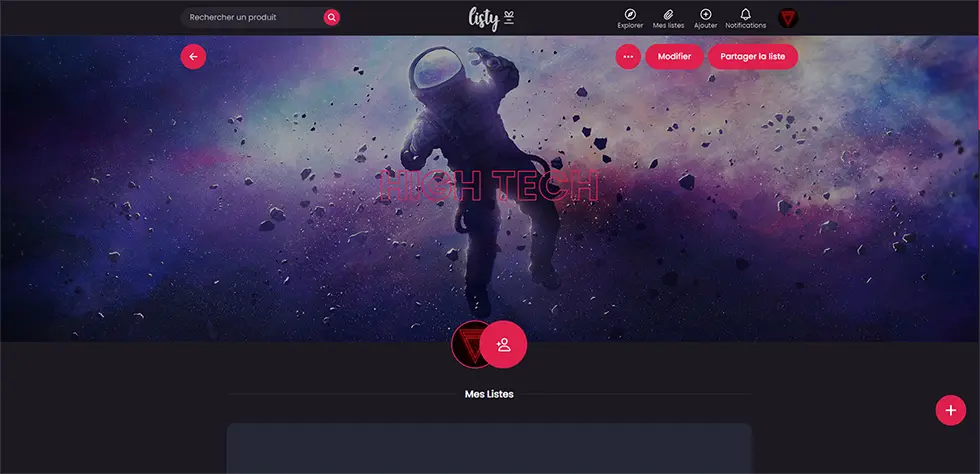 Rechercher un produit
listy
Explorer
Mes listes
Ajouter
Notifications
Modifier
Partager la liste
HIGH TECH
Mes Listes